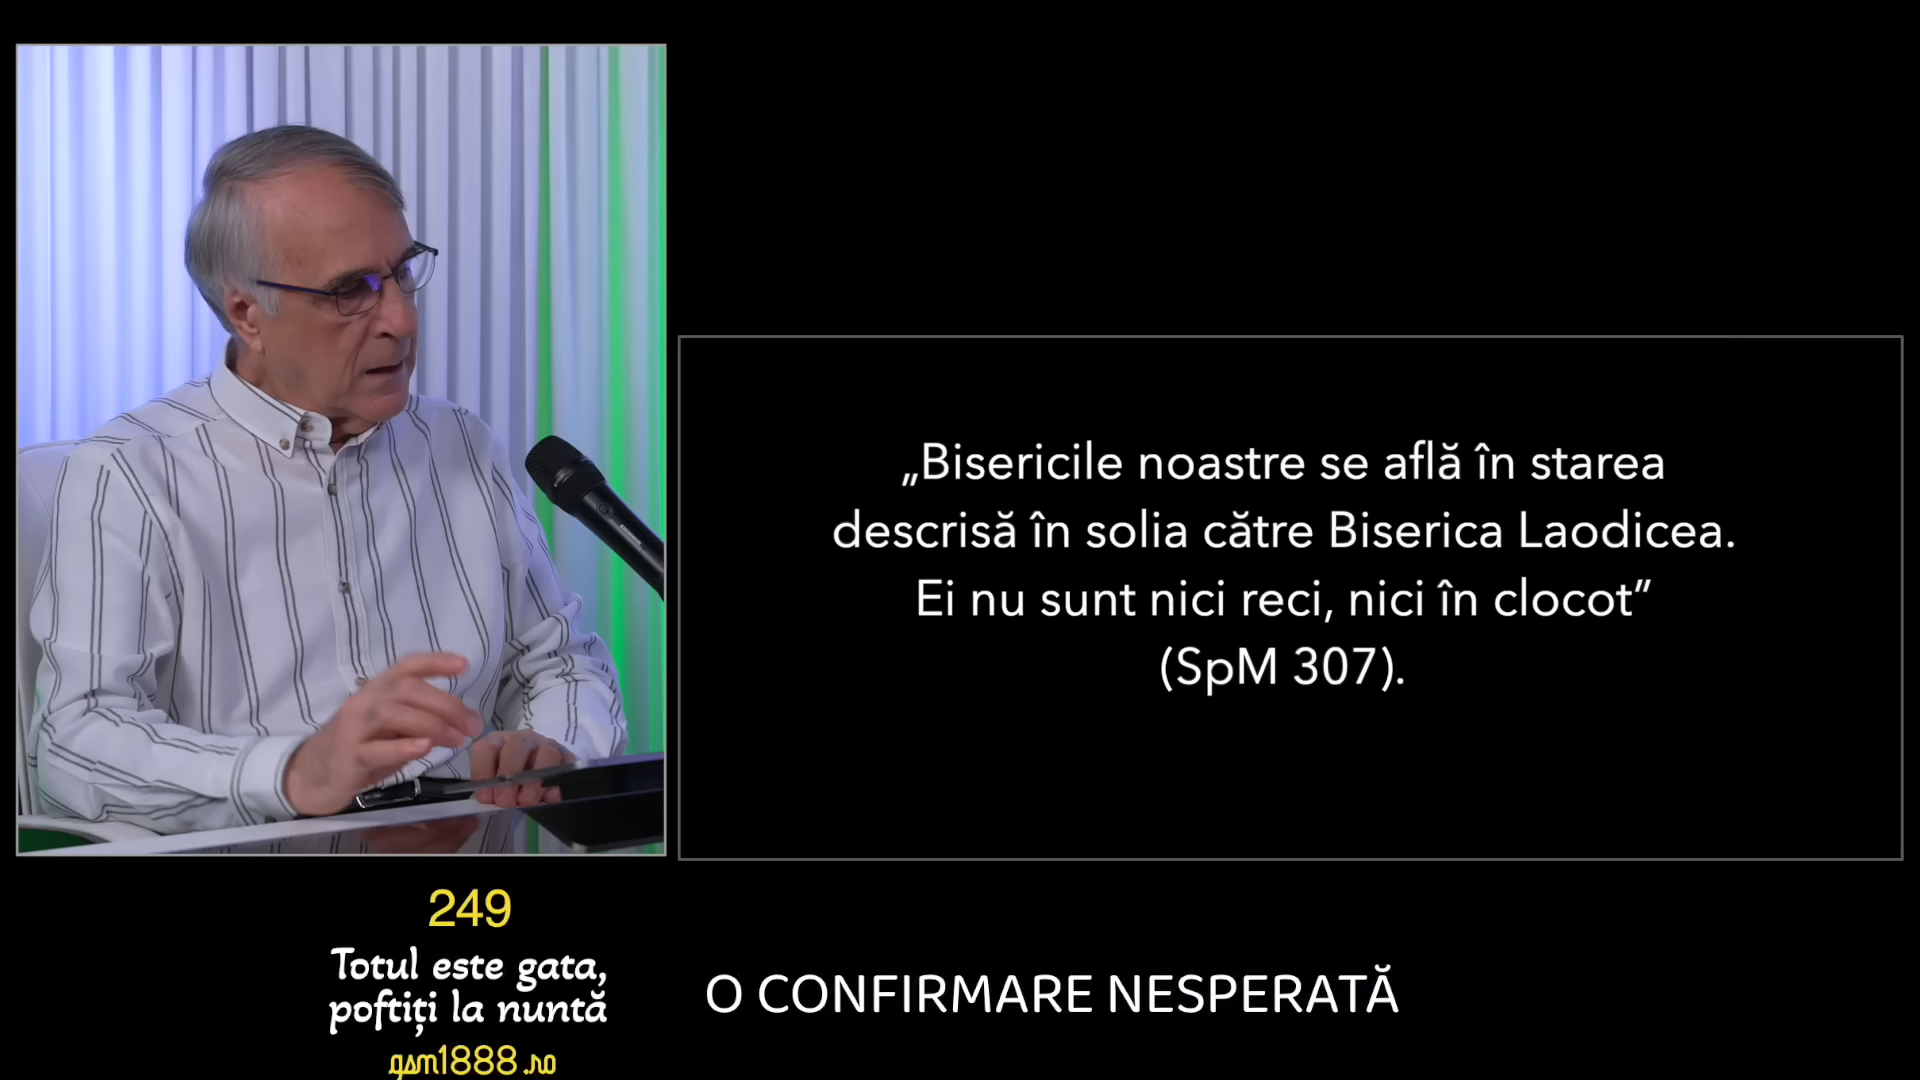 „Bisericile noastre se află în starea
descrisă în solia către Biserica Laodicea.
Ei nu sunt nici reci, nici în clocot”
(SpM 307).
249
Totul este gata,
poftiți la nuntă
gsm1888.ro
O CONFIRMARE NESPERATĂ